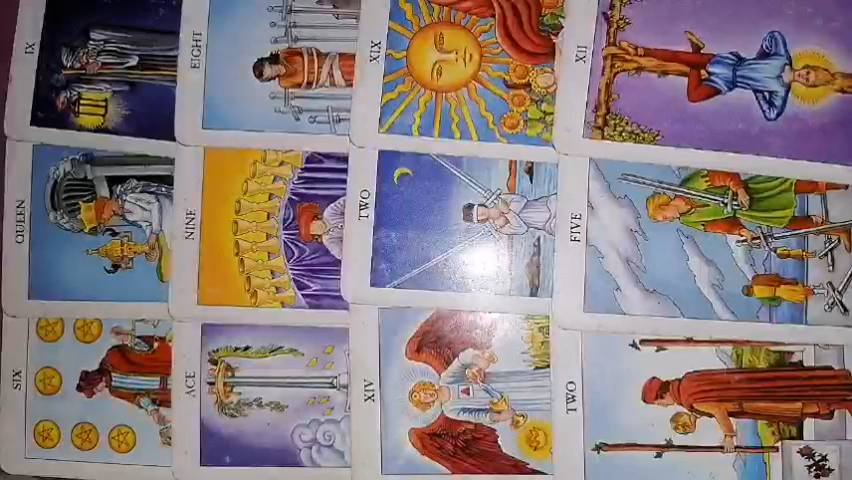 IX
EIGHT
XIX
XII
QUEEN
NINE
TWO
FIVE
SIX
ACE
XIV
TWO